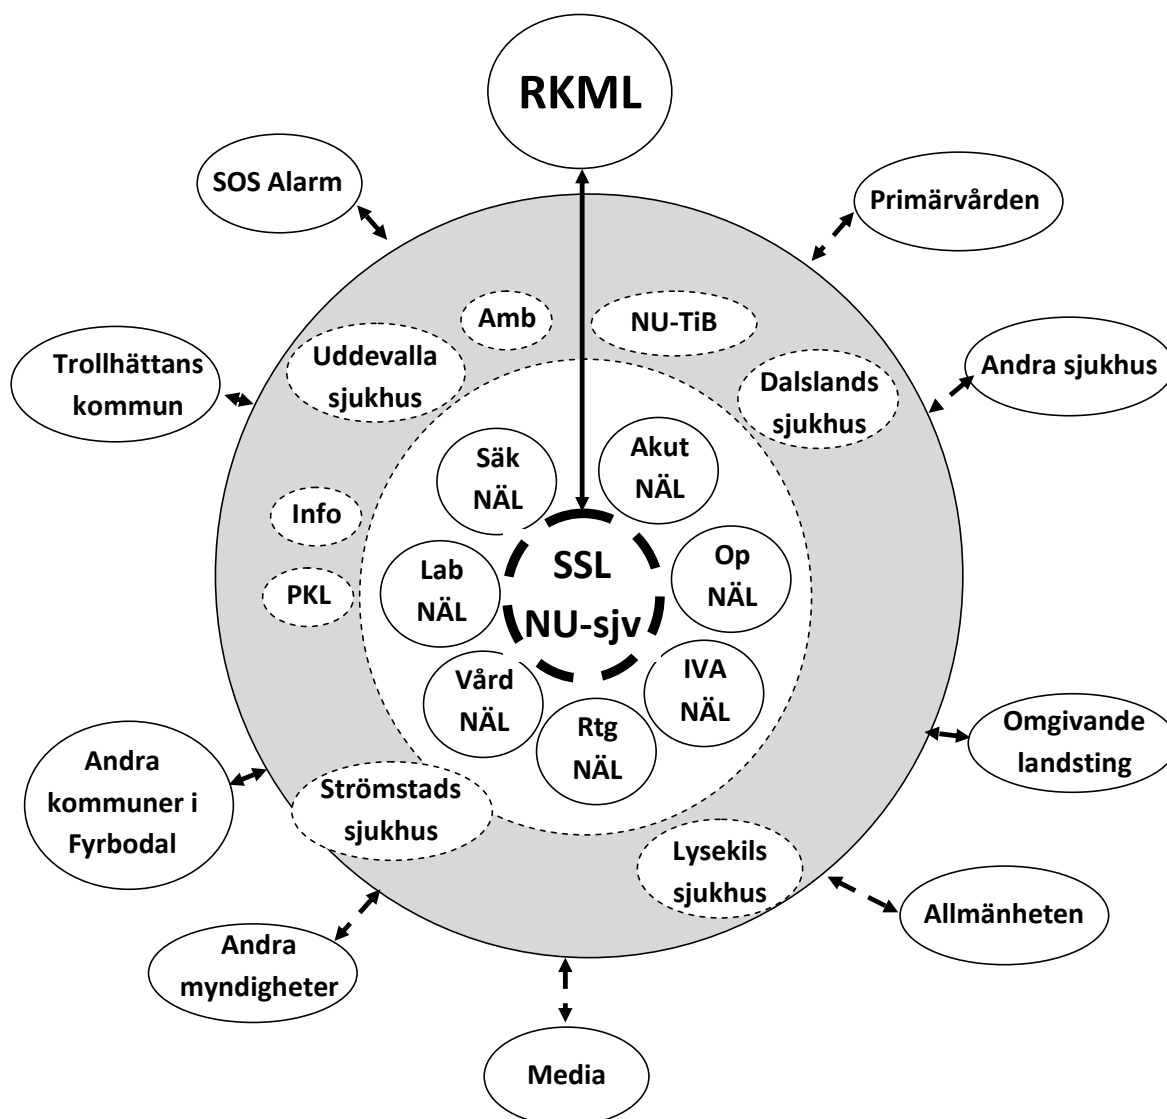 RKML
SOS Alarm
Primärvården
Amb
NU-TiB
Uddevalla
sjukhus
Trollhättans
kommun
Andra sjukhus
Dalslands
sjukhus
Säk
NÄL
Akut
NÄL
Info
SSL
NU-sjv
Lab
NÄL
Op
NÄL
PKL
Vård
NÄL
IVA
NÄL
Rtg
NÄL
Omgivande
landsting
Andra
kommuner i
Fyrbodal
Strömstads
sjukhus
Lysekils
sjukhus
Allmänheten
Andra
myndigheter
Media